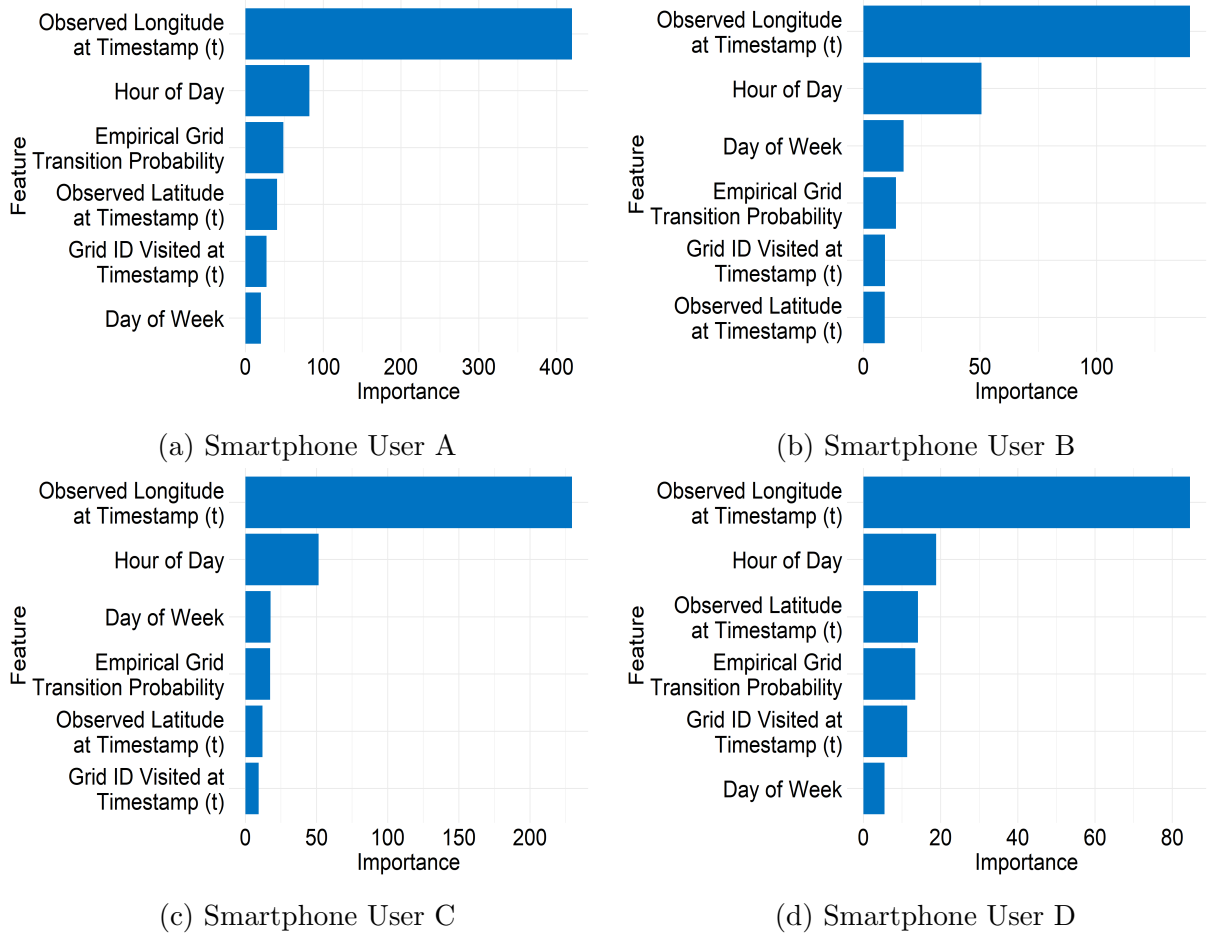 Observed Longitude
at Timestamp (t)
Hour of Day
Empirical Grid
Transition Probability
Observed Latitude
at Timestamp (t)
Grid ID Visited at
Timestamp (t)
Day of Week
Feature
0 100 200 300 400
Importance
(a) Smartphone User A
Observed Longitude
at Timestamp (t)
Hour of Day
Day of Week
Empirical Grid
Transition Probability
Grid ID Visited at
Timestamp (t)
Observed Latitude
at Timestamp (t)
Feature
0 50 100
Importance
(b) Smartphone User B
Observed Longitude
at Timestamp (t)
Hour of Day
Day of Week
Empirical Grid
Transition Probability
Observed Latitude
at Timestamp (t)
Grid ID Visited at
Timestamp (t)
Feature
0 50 100 150 200
Importance
(c) Smartphone User C
Observed Longitude
at Timestamp (t)
Hour of Day
Observed Latitude
at Timestamp (t)
Empirical Grid
Transition Probability
Grid ID Visited at
Timestamp (t)
Day of Week
Feature
0 20 40 60 80
Importance
(d) Smartphone User D